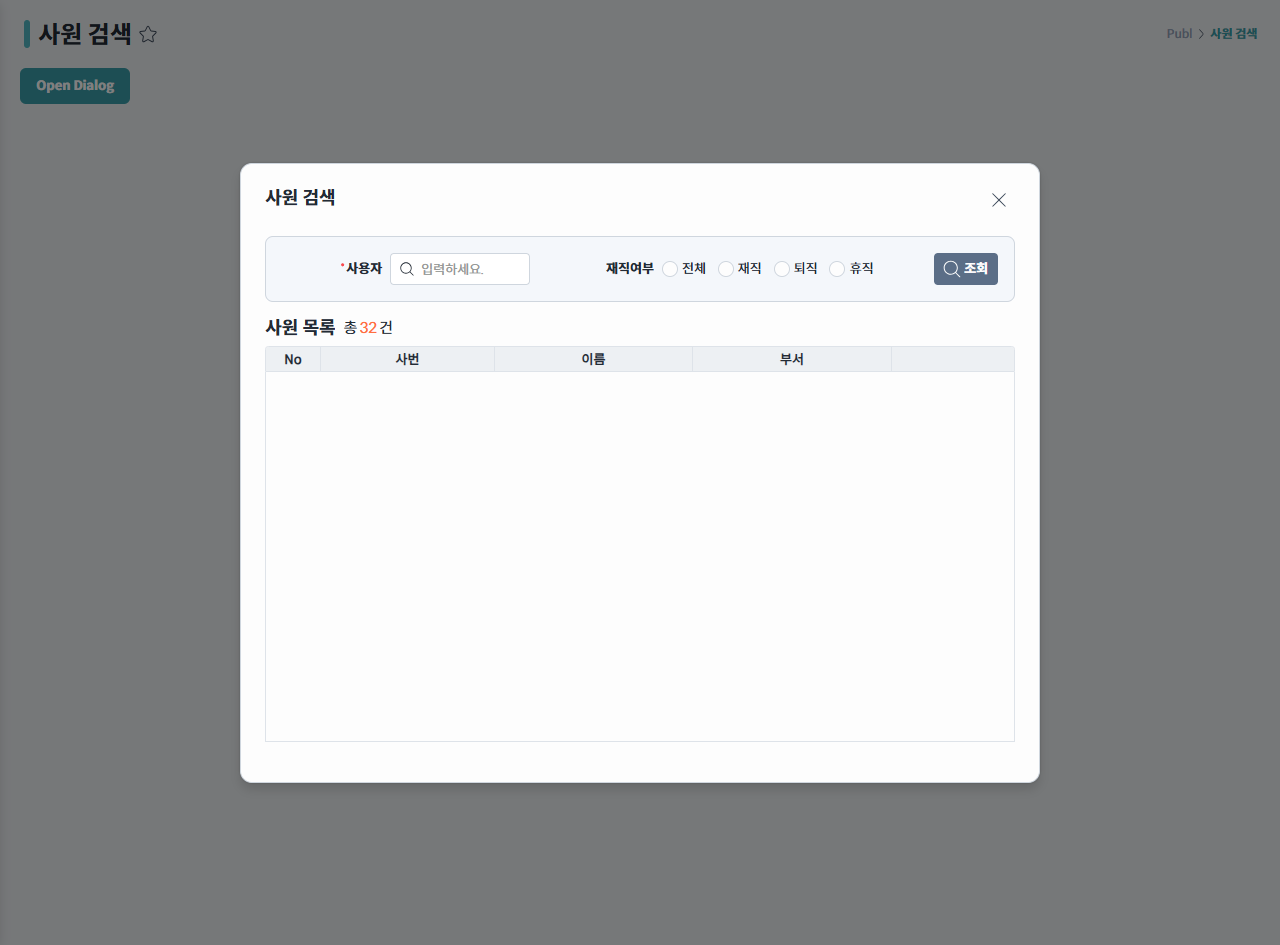 사원 검색
Publ > 사원 검색
Open Dialog
사원 검색
*사용자 입력하세요. 재직여부 전체 재직 퇴직 휴직 조회
사원 목록 총 32 건
No 사번 이름 부서